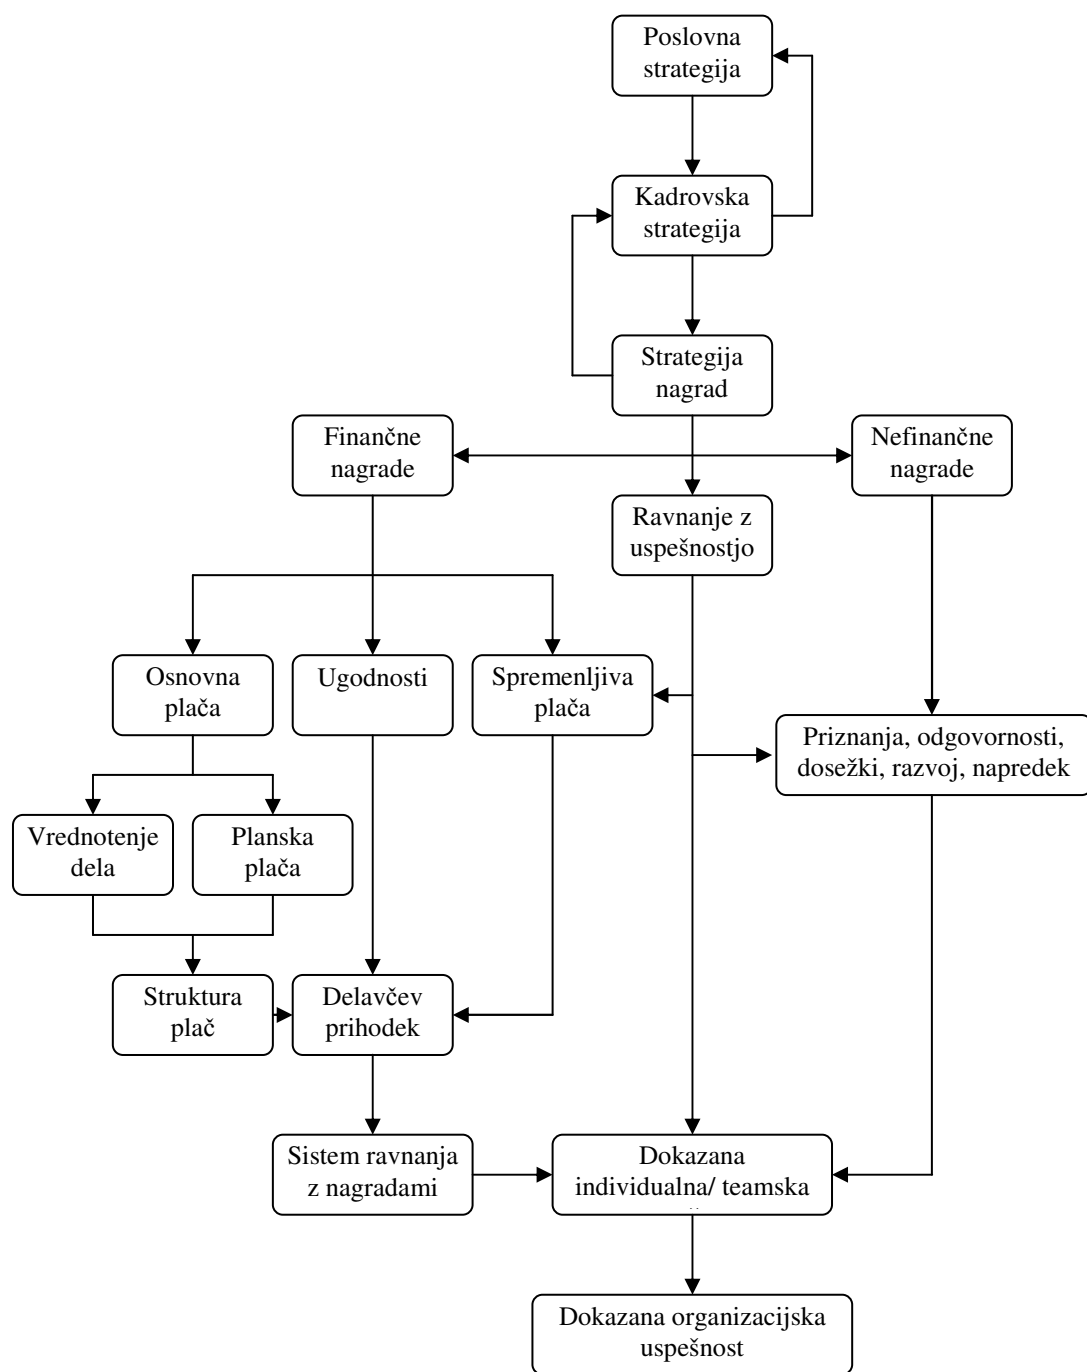 Poslovna
strategija
Kadrovska
strategija
Strategija
nagrad
Finančne
nagrade
Nefinančne
nagrade
Ravnanje z
uspešnostjo
Osnovna
plača
Ugodnosti
Spremenljiva
plača
Priznanja, odgovornosti,
dosežki, razvoj, napredek
Vrednotenje
dela
Planska
plača
Struktura
plač
Delavčev
prihodek
Sistem ravnanja
z nagradami
Dokazana
individualna/ teamska
Dokazana organizacijska
uspešnost